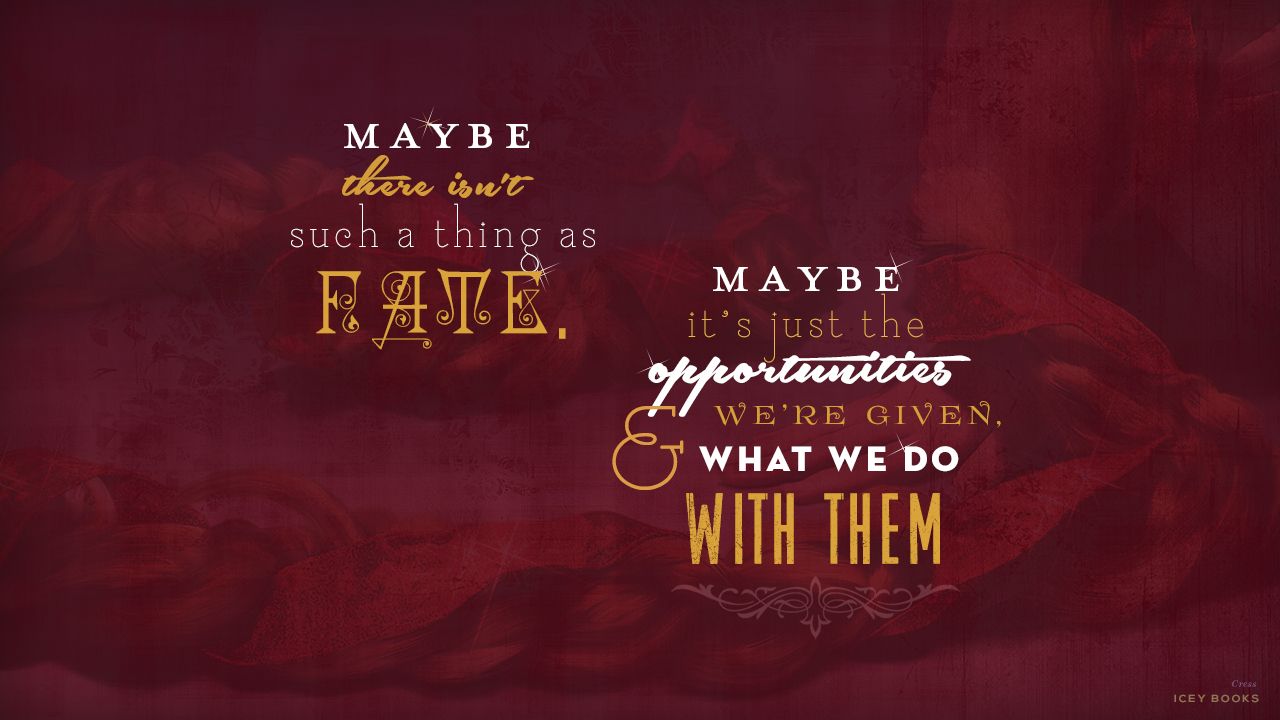 MAYBE
there isn't
such a thing as
FATE.
MAYBE
it's just the
opportunities
WE'RE GIVEN,
& WHAT WE DO
WITH THEM
Cress
ICEY BOOKS